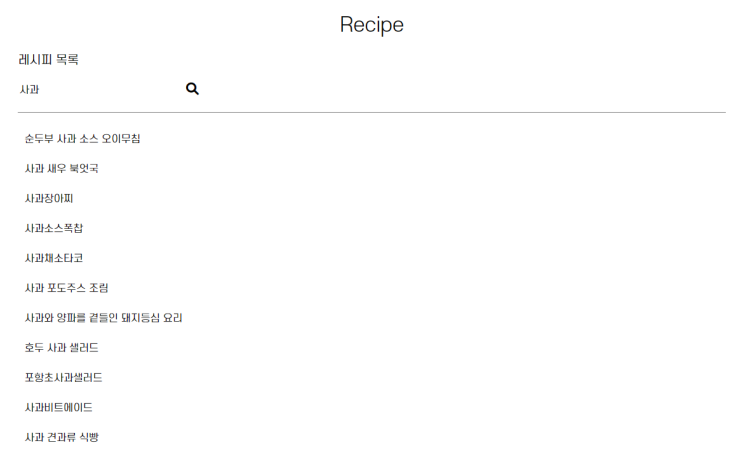 Recipe
레시피 목록
사과
순두부 사과 소스 오이무침
사과 새우 북엇국
사과장아찌
사과소스폭찹
사과채소타코
사과 포도주스 조림
사과와 양파를 곁들인 돼지등심 요리
호두 사과 샐러드
포항초사과샐러드
사과비트에이드
사과 견과류 식빵